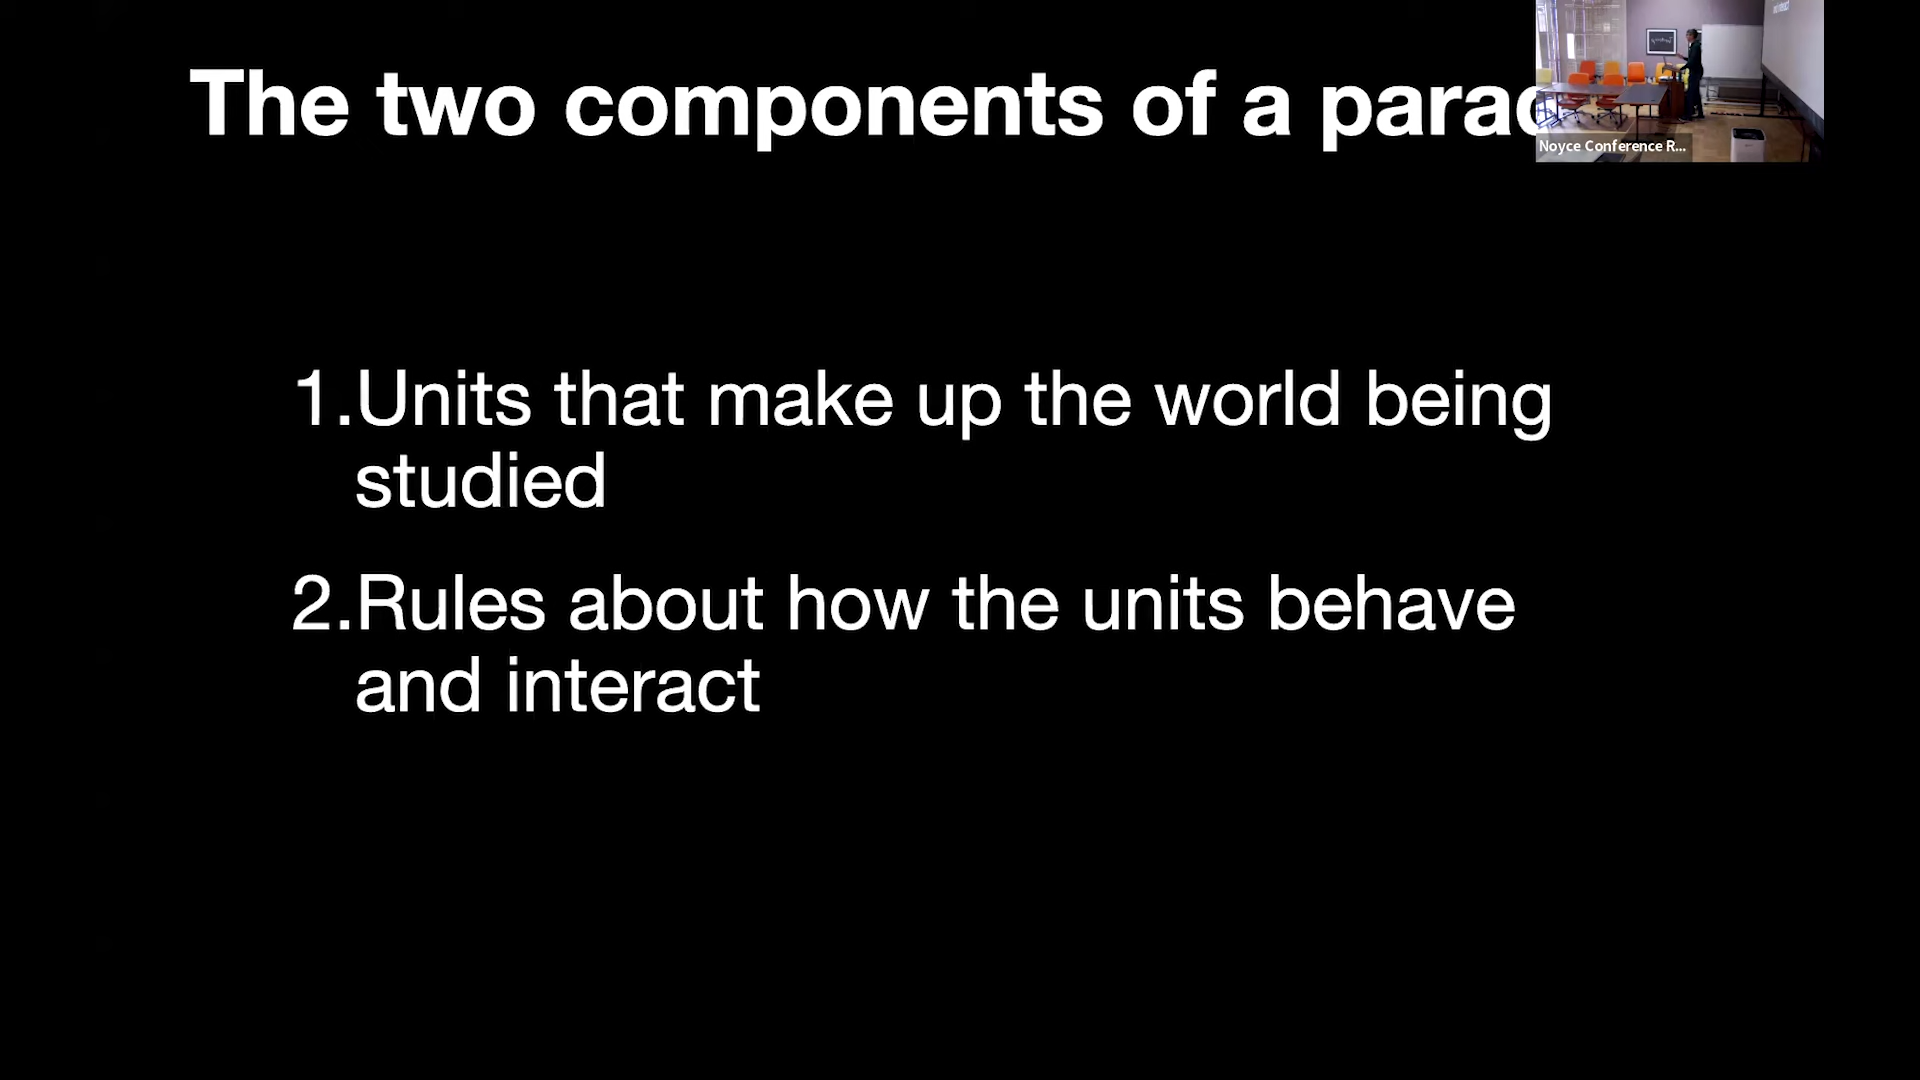 The two components of a parad
Noyce Conference R...
1.Units that make up the world being
studied
2.Rules about how the units behave
and interact